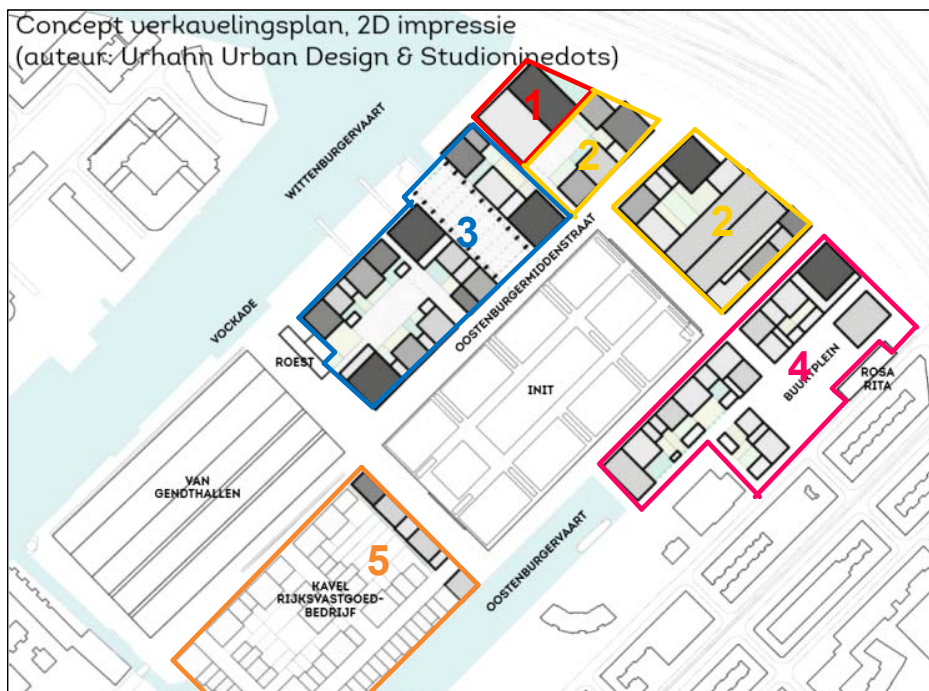 Concept verkavelingsplan, 2D impressie
(auteur: Urhahn Urban Design & Studioninedots)
WITTENBURGERVAART
1
2
2
3
OOSTENBURGERMIDDENSTRAAT
VOCKADE
ROEST
INIT
4
BUURTPLEIN
ROSA
RITA
VAN
GENDTHALLEN
5
KAVEL
RIJKSVASTGOED-
BEDRIJF
OOSTENBURGERVAART